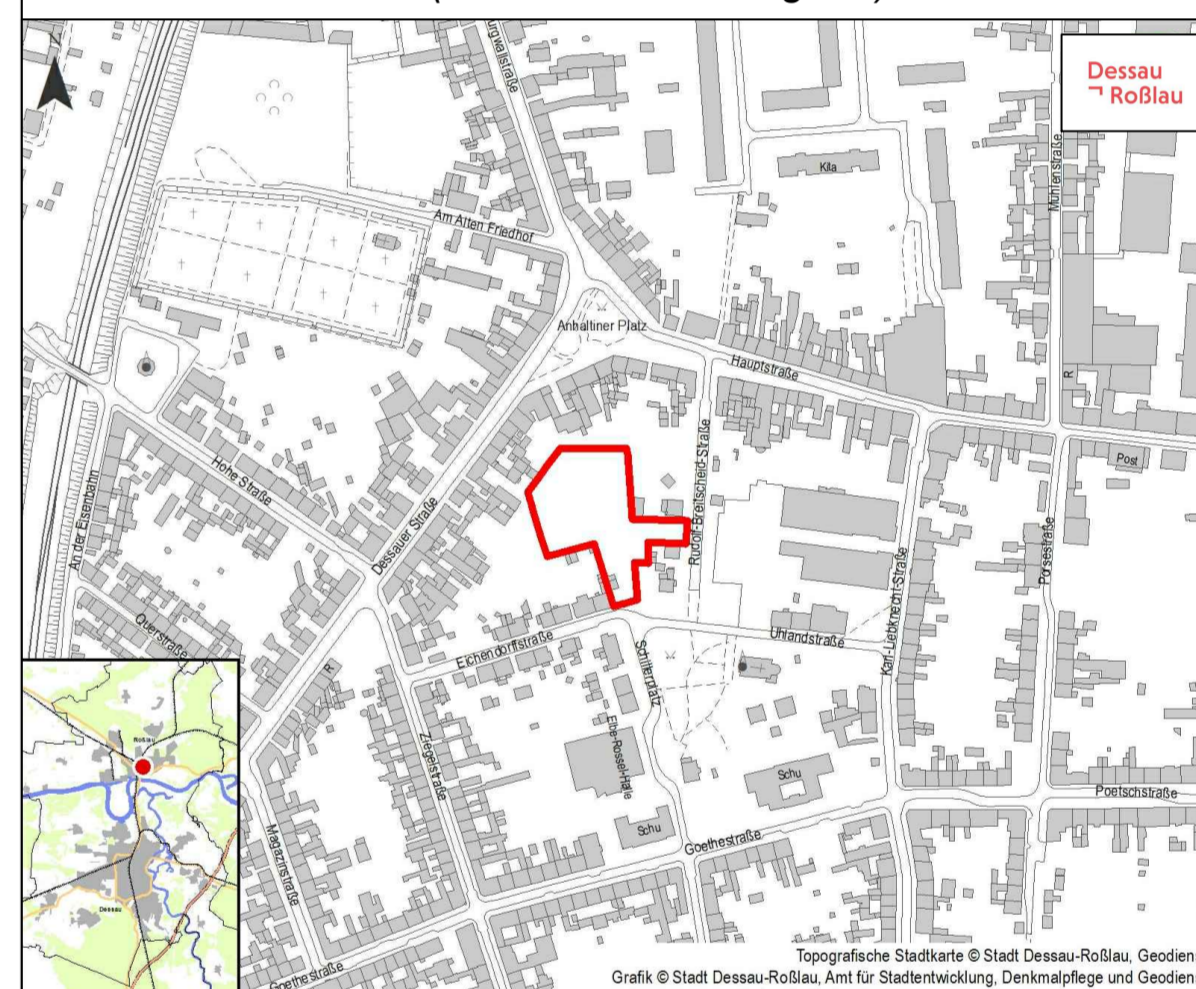 urgwallstraße
Dessau
Roßlau
Kita
Mühlenstraße
Am Alten Friedhof
Anhaltiner Platz
Hauptstraße
R
Rudolf-Breitscheid-Straße
Post
Hohe Straße
An der Eisenbahn
Dessauer Straße
Karl-Liebknecht-Straße
Porsestraße
Querstraße
R
Eichendorffstraße
Uhlandstraße
Schillerplatz
Ziegelstraße
Elbe-Rossel-Halle
Schu
Poetschstraße
Schu
Goethestraße
Magazinstraße
Goethestraße
Roßlau
Dessau
Topografische Stadtkarte © Stadt Dessau-Roßlau, Geodien
Grafik © Stadt Dessau-Roßlau, Amt für Stadtentwicklung, Denkmalpflege und Geodien